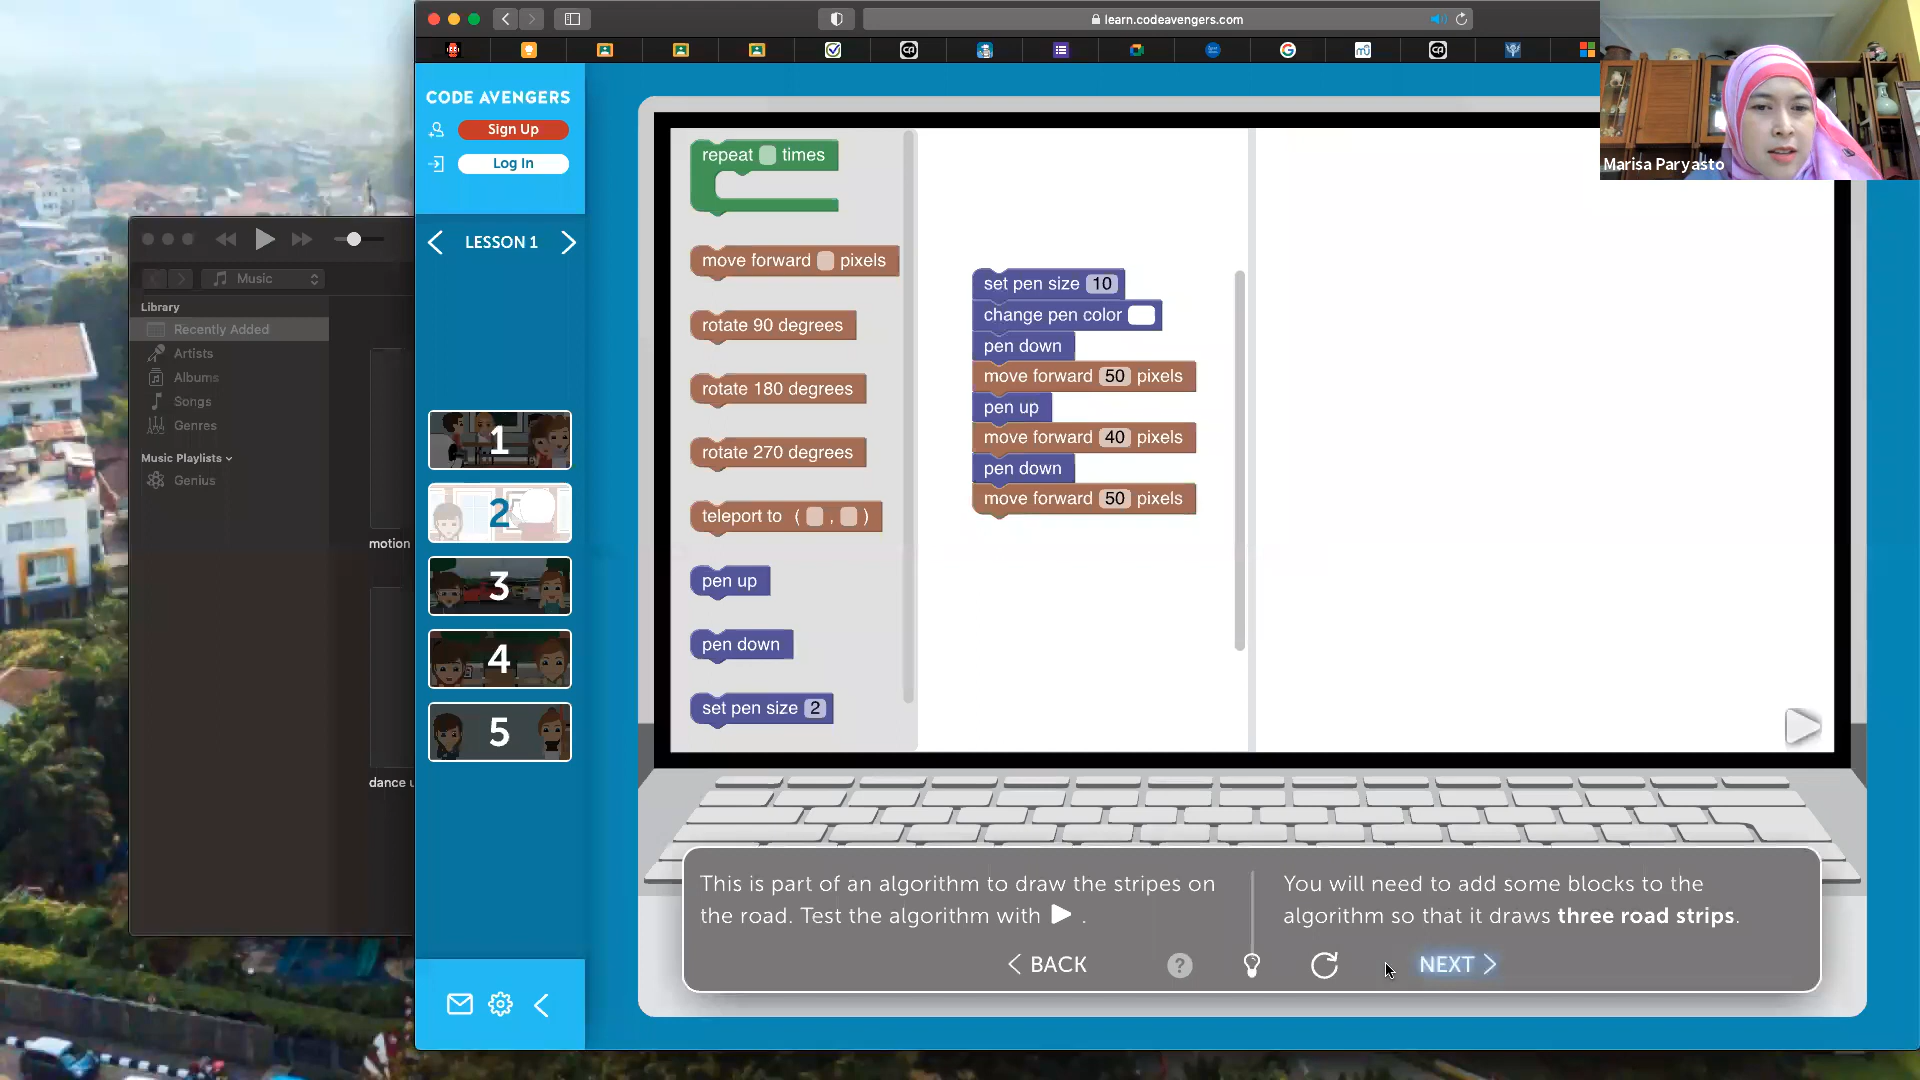 learn.codeavengers.com
Marisa Paryasto
CODE AVENGERS
Sign Up
Log In
LESSON 1
1
2
3
4
5
Music
Library
Recently Added
Artists
Albums
Songs
Genres
Music Playlists
Genius
motion
dance u
repeat times
move forward pixels
rotate 90 degrees
rotate 180 degrees
rotate 270 degrees
teleport to ( , )
pen up
pen down
set pen size 2
set pen size 10
change pen color
pen down
move forward 50 pixels
pen up
move forward 40 pixels
pen down
move forward 50 pixels
This is part of an algorithm to draw the stripes on
the road. Test the algorithm with .
You will need to add some blocks to the
algorithm so that it draws three road strips.
BACK
?
NEXT